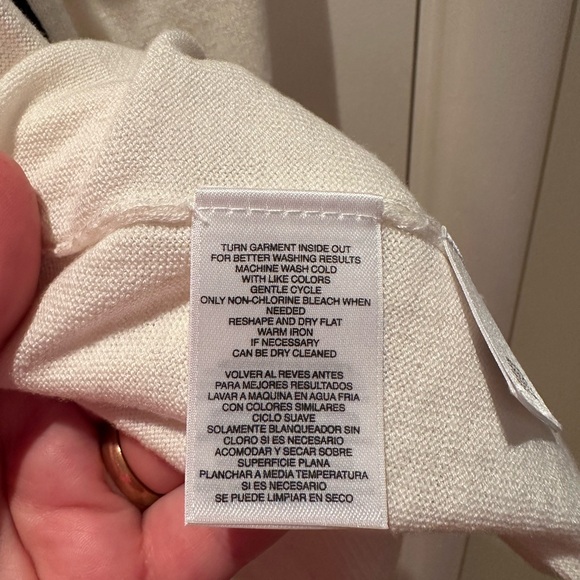 TURN GARMENT INSIDE OUT
FOR BETTER WASHING RESULTS
MACHINE WASH COLD
WITH LIKE COLORS
GENTLE CYCLE
ONLY NON-CHLORINE BLEACH WHEN
NEEDED
RESHAPE AND DRY FLAT
WARM IRON
IF NECESSARY
CAN BE DRY CLEANED
VOLVER AL REVES ANTES
PARA MEJORES RESULTADOS
LAVAR A MAQUINA EN AGUA FRIA
CON COLORES SIMILARES
CICLO SUAVE
SOLAMENTE BLANQUEADOR SIN
CLORO SI ES NECESARIO
ACOMODAR Y SECAR SOBRE
SUPERFICIE PLANA
PLANCHAR A MEDIA TEMPERATURA
SI ES NECESARIO
SE PUEDE LIMPIAR EN SECO